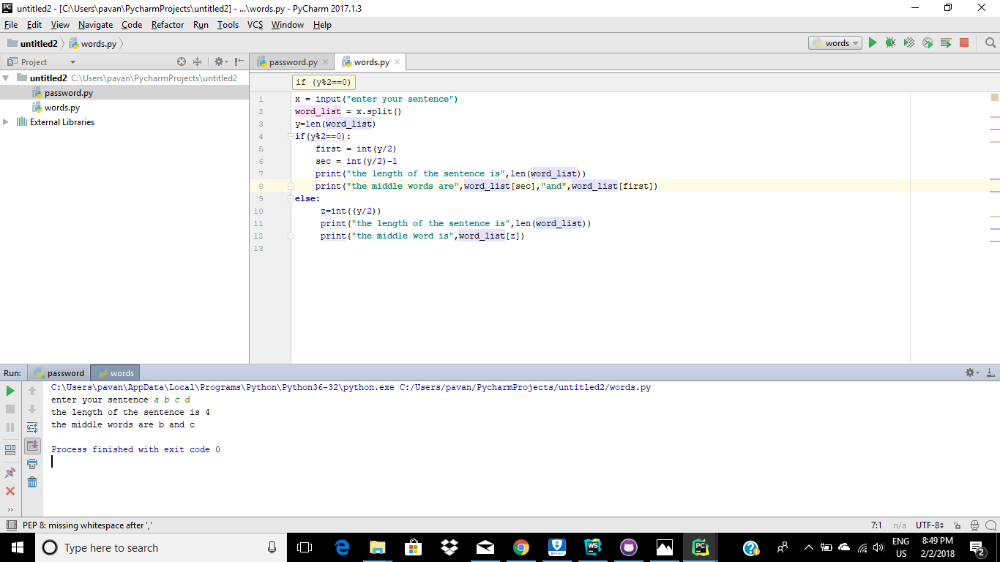 untitled2 - [C:\Users\pavan\PycharmProjects\untitled2] - ...\words.py - PyCharm 2017.1.3
File Edit View Navigate Code Refactor Run Tools VCS Window Help
untitled2 words.py words
Project password.py words.py
untitled2 C:\Users\pavan\PycharmProjects\untitled2
password.py
words.py
External Libraries
if (y%2==0)
1 x = input("enter your sentence")
2 word_list = x.split()
3 y=len(word_list)
4 if(y%2==0):
5 first = int(y/2)
6 sec = int(y/2)-1
7 print("the length of the sentence is",len(word_list))
8 print("the middle words are",word_list[sec],"and",word_list[first])
9 else:
10 z=int((y/2))
11 print("the length of the sentence is",len(word_list))
12 print("the middle word is",word_list[z])
13
Run: password words
C:\Users\pavan\AppData\Local\Programs\Python\Python36-32\python.exe C:/Users/pavan/PycharmProjects/untitled2/words.py
enter your sentence a b c d
the length of the sentence is 4
the middle words are b and c
Process finished with exit code 0
PEP 8: missing whitespace after ',' 7:1 n/a UTF-8
Type here to search
WS
PC
ENG
US
8:49 PM
2/2/2018
2